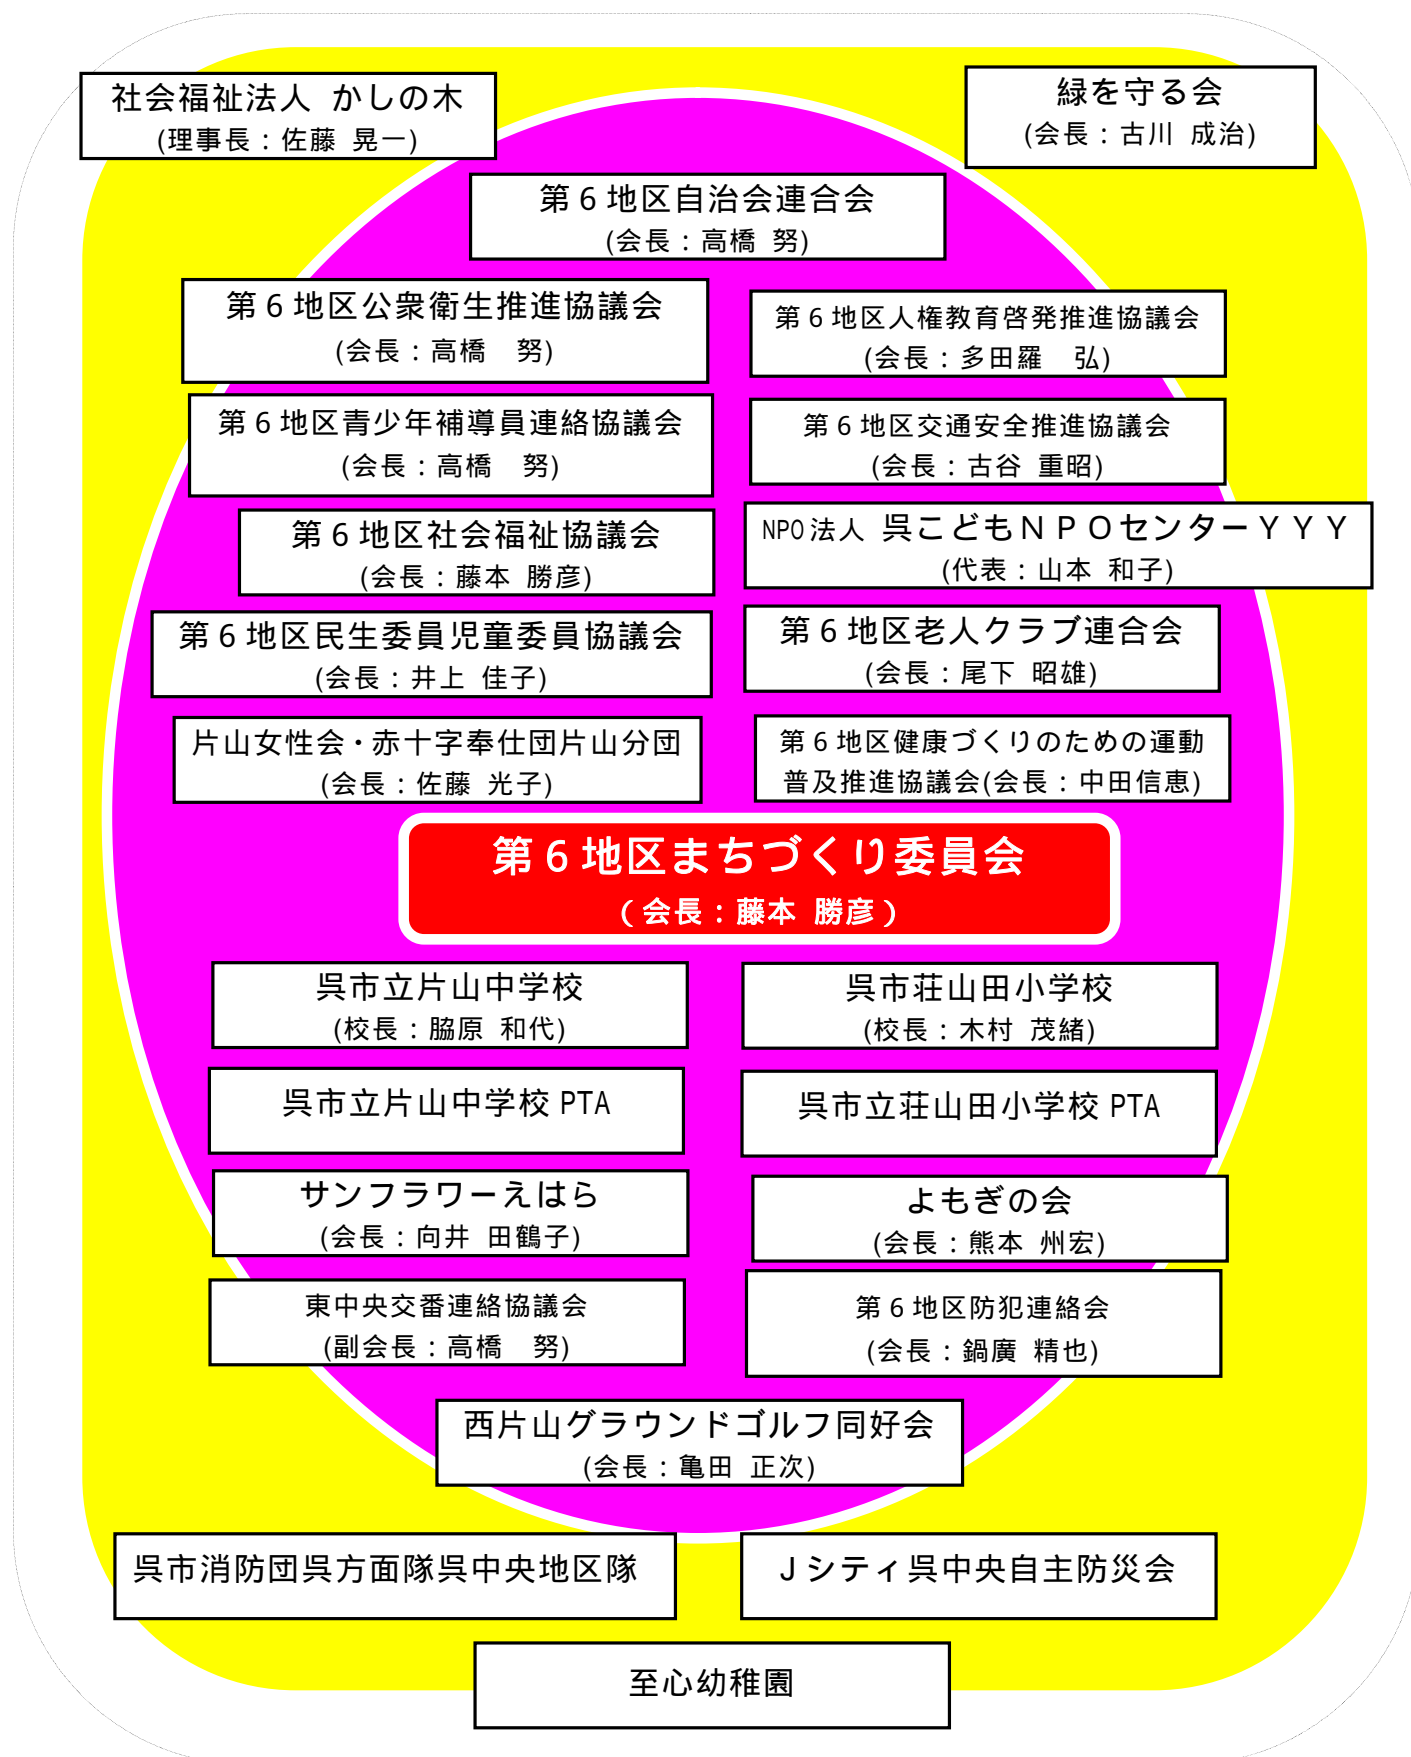 社会福祉法人 かしの木
(理事長：佐藤 晃一)
緑を守る会
(会長：古川 成治)
第６地区自治会連合会
(会長：高橋 努)
第６地区公衆衛生推進協議会
(会長：高橋　努)
第６地区人権教育啓発推進協議会
(会長：多田羅　弘)
第６地区青少年補導員連絡協議会
(会長：高橋　努)
第６地区交通安全推進協議会
(会長：古谷 重昭)
第６地区社会福祉協議会
(会長：藤本 勝彦)
NPO法人 呉こどもＮＰＯセンターＹＹＹ
(代表：山本 和子)
第６地区民生委員児童委員協議会
(会長：井上 佳子)
第６地区老人クラブ連合会
(会長：尾下 昭雄)
片山女性会・赤十字奉仕団片山分団
(会長：佐藤 光子)
第６地区健康づくりのための運動
普及推進協議会(会長：中田信恵)
第６地区まちづくり委員会
（会長：藤本 勝彦）
呉市立片山中学校
(校長：脇原 和代)
呉市荘山田小学校
(校長：木村 茂緒)
呉市立片山中学校 PTA
呉市立荘山田小学校 PTA
サンフラワーえはら
(会長：向井 田鶴子)
よもぎの会
(会長：熊本 州宏)
東中央交番連絡協議会
(副会長：高橋　努)
第６地区防犯連絡会
(会長：鍋廣 精也)
西片山グラウンドゴルフ同好会
(会長：亀田 正次)
呉市消防団呉方面隊呉中央地区隊
Ｊシティ呉中央自主防災会
至心幼稚園